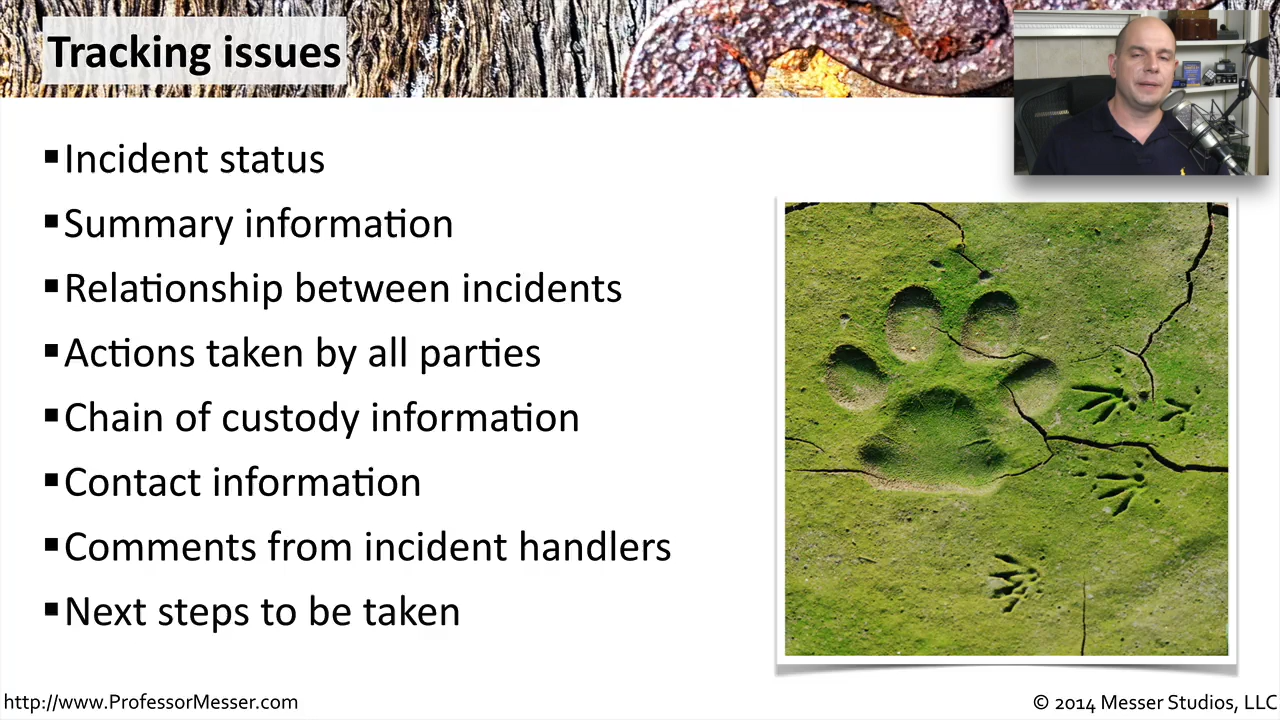 Tracking issues
▪Incident status
▪Summary information
▪Relationship between incidents
▪Actions taken by all parties
▪Chain of custody information
▪Contact information
▪Comments from incident handlers
▪Next steps to be taken
http://www.ProfessorMesser.com
© 2014 Messer Studios, LLC